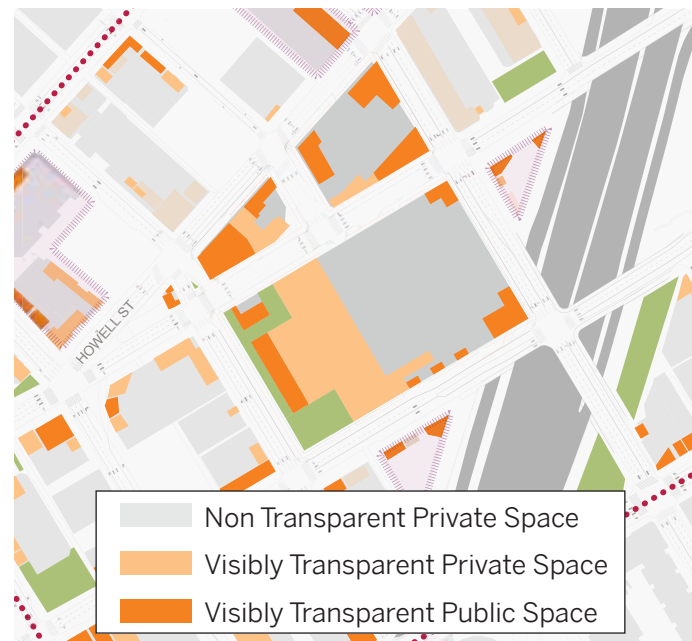 HOWELL ST
Non Transparent Private Space
Visibly Transparent Private Space
Visibly Transparent Public Space